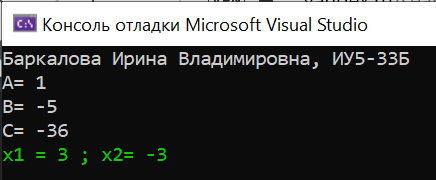 Консоль отладки Microsoft Visual Studio
Баркалова Ирина Владимировна, ИУ5-33Б
A= 1
B= -5
C= -36
x1 = 3 ; x2= -3